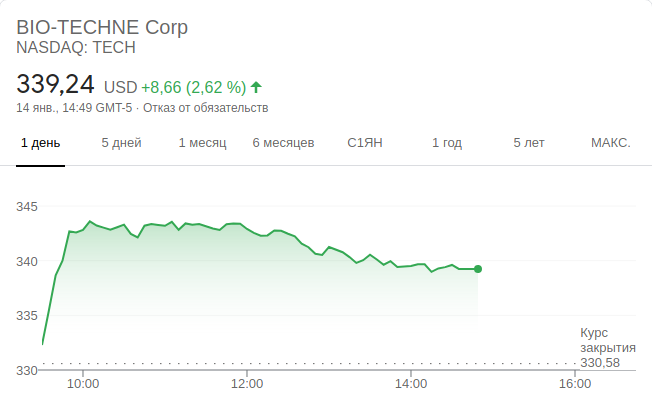 BIO-TECHNE Corp
NASDAQ: TECH
339,24 USD +8,66 (2,62 %)
14 янв., 14:49 GMT-5 · Отказ от обязательств
1 день 5 дней 1 месяц 6 месяцев С1ЯН 1 год 5 лет МАКС.
345
340
335
330
Курс
закрытия
330,58
10:00 12:00 14:00 16:00